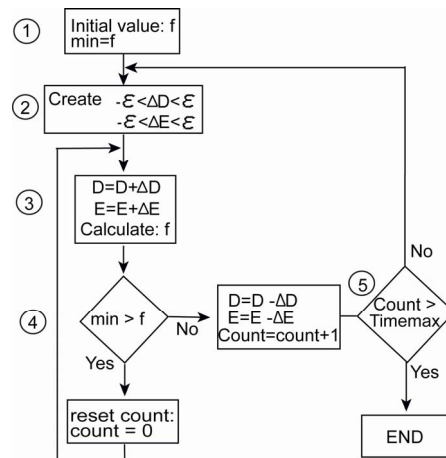 1
Initial value: f
min=f
2
Create -ℰ<ΔD<ℰ
-ℰ<ΔE<ℰ
3
D=D+ΔD
E=E+ΔE
Calculate: f
4
min > f
No
Yes
reset count:
count = 0
D=D -ΔD
E=E -ΔE
Count=count+1
5
No
Count >
Timemax
Yes
END